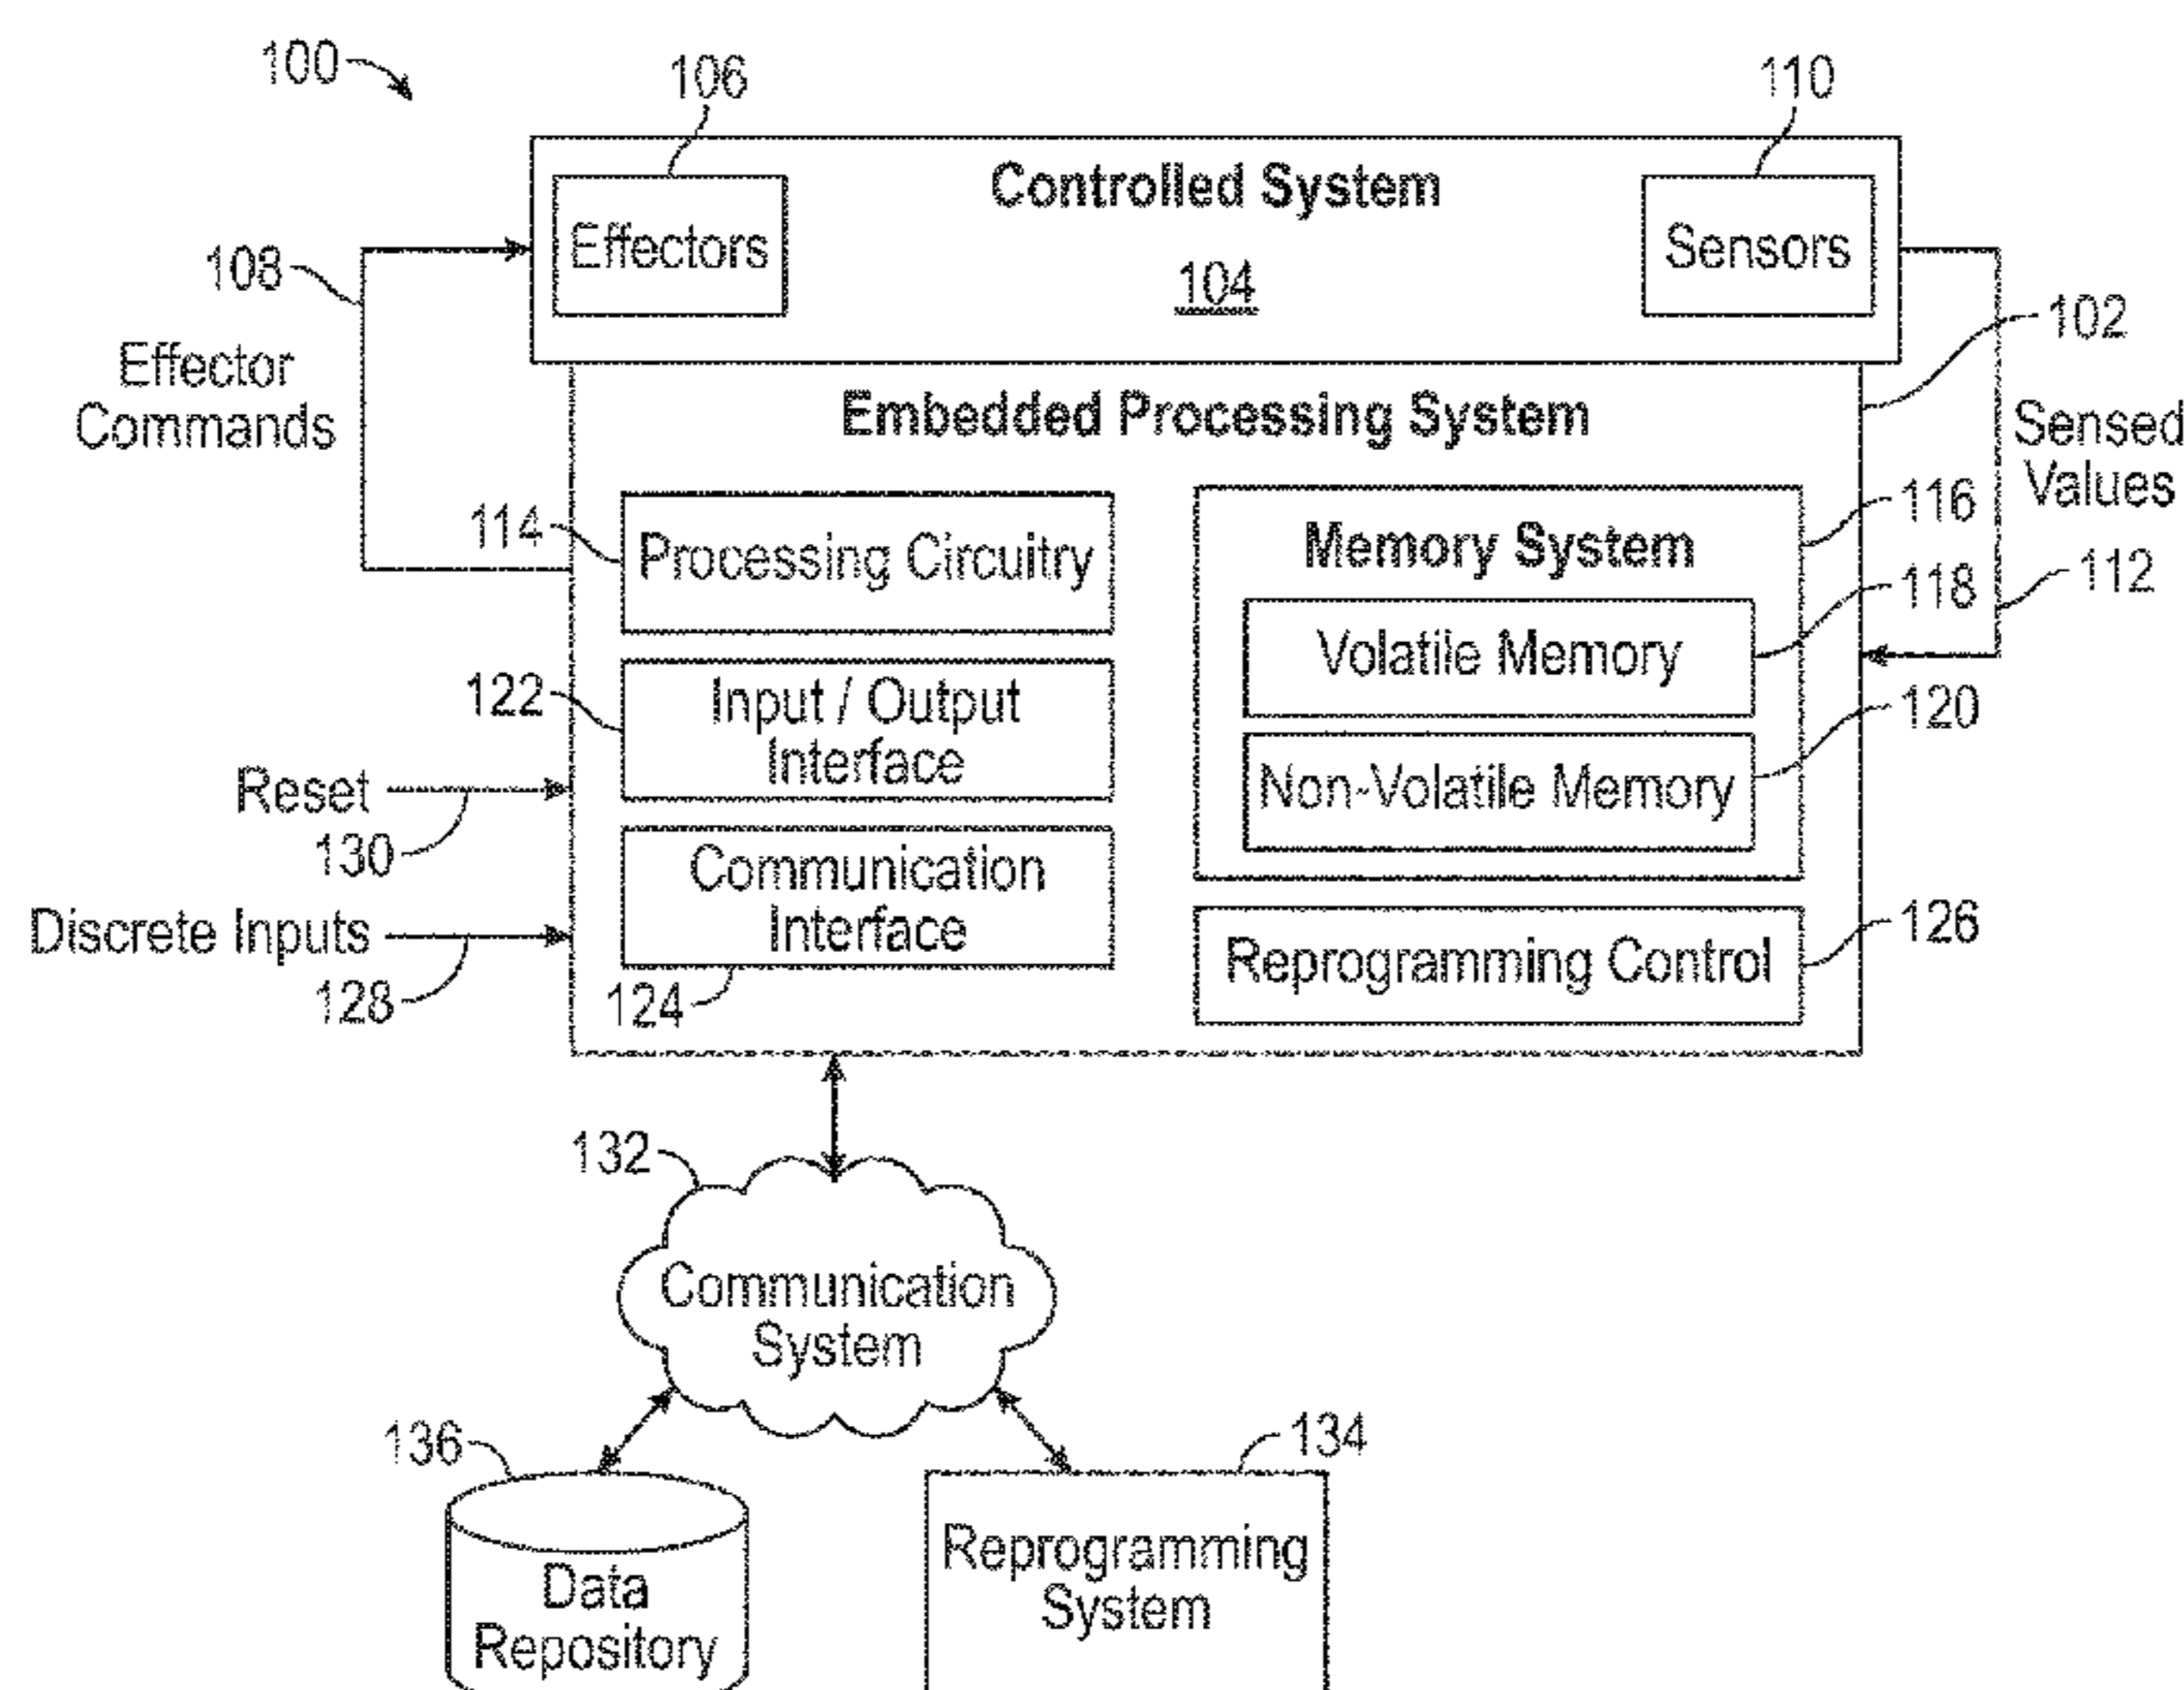 100
106
110
Controlled System
Effectors
Sensors
104
108
102
Effector
Commands
Embedded Processing System
Sensed
Values
114
Processing Circuitry
116
Memory System
112
118
Volatile Memory
122
Input / Output
Interface
120
Non-Volatile Memory
Reset
130
Communication
Interface
126
Reprogramming Control
Discrete Inputs
128
124
132
Communication
System
136
134
Data
Repository
Reprogramming
System